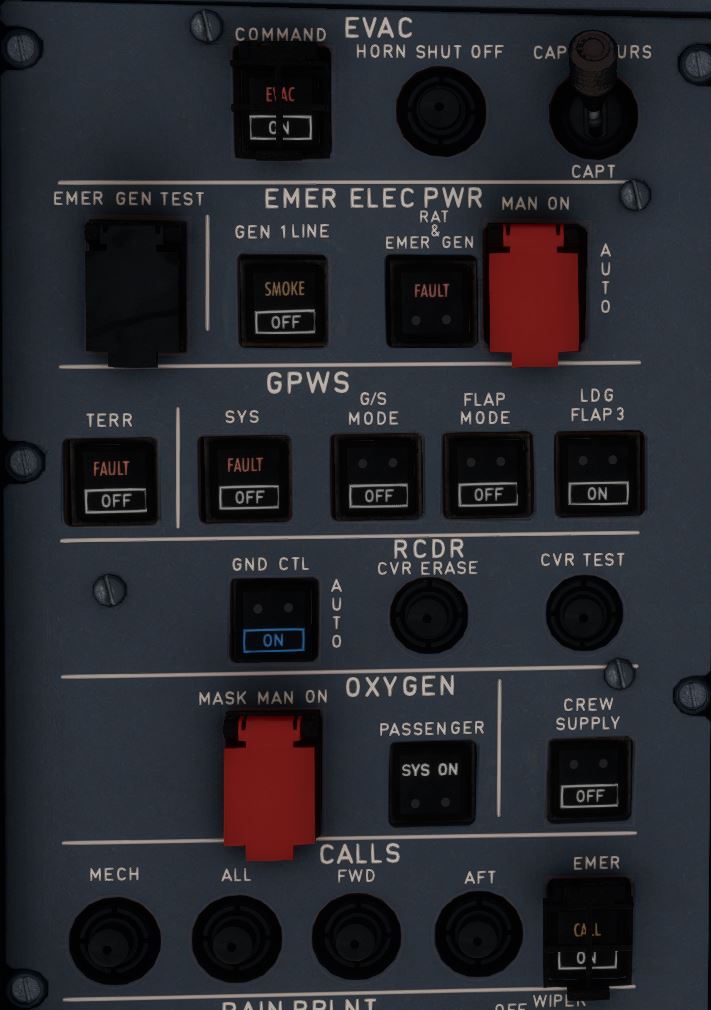 EVAC
COMMAND
HORN SHUT OFF
CAPT
EVAC
ON
EMER GEN TEST
EMER ELEC PWR
MAN ON
GEN 1 LINE
RAT
&
EMER GEN
SMOKE
OFF
FAULT
AUTO
GPWS
TERR
SYS
G/S
MODE
FLAP
MODE
LDG
FLAP 3
FAULT
OFF
FAULT
OFF
OFF
OFF
ON
RCDR
GND CTL
CVR ERASE
CVR TEST
ON
AUTO
OXYGEN
MASK MAN ON
PASSENGER
CREW
SUPPLY
SYS ON
OFF
CALLS
MECH
ALL
FWD
AFT
EMER
CALL
ON
OFF
WIPER